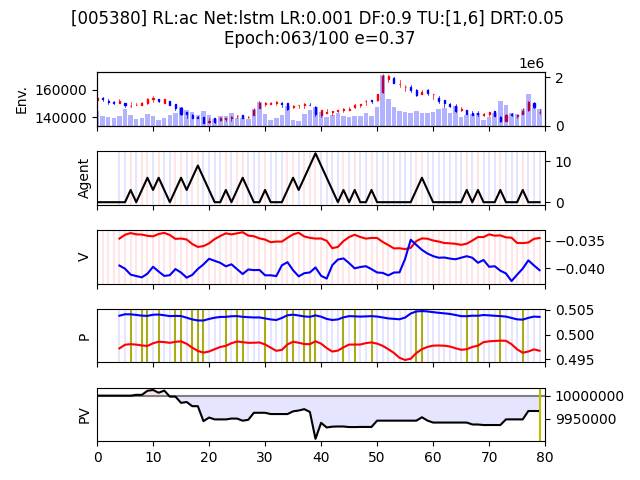 [005380] RL:ac Net:lstm LR:0.001 DF:0.9 TU:[1,6] DRT:0.05
Epoch:063/100 e=0.37
1e6
Env.
160000
140000
2
0
Agent
10
0
V
−0.035
−0.040
P
0.505
0.500
0.495
PV
10000000
9950000
0 10 20 30 40 50 60 70 80